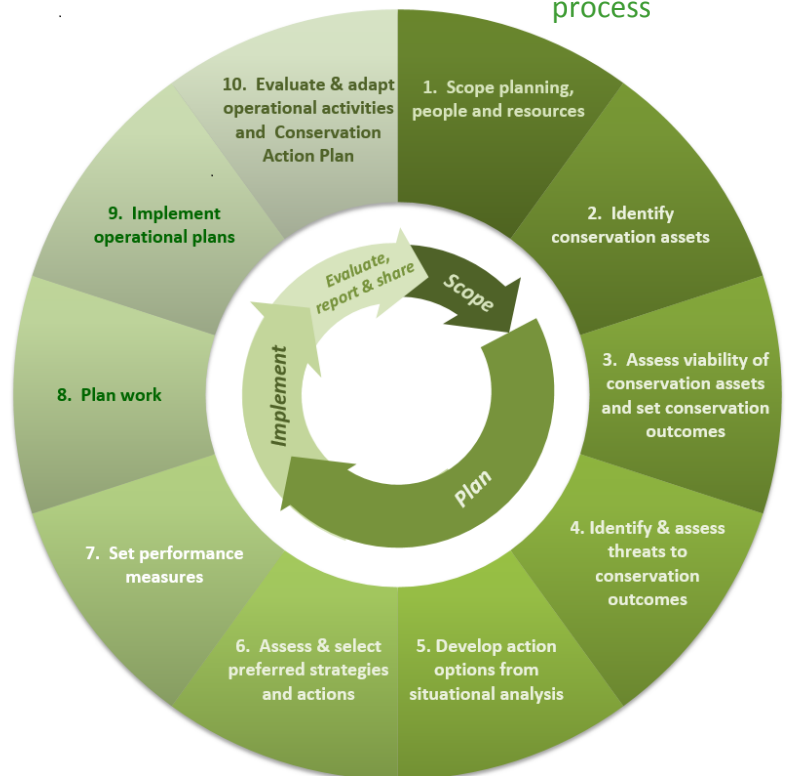 process
1. Scope planning,
people and resources
2. Identify
conservation assets
3. Assess viability of
conservation assets
and set conservation
outcomes
4. Identify & assess
threats to
conservation
outcomes
5. Develop action
options from
situational analysis
6. Assess & select
preferred strategies
and actions
7. Set performance
measures
8. Plan work
9. Implement
operational plans
10. Evaluate & adapt
operational activities
and Conservation
Action Plan
Scope
Plan
Implement
Evaluate,
report & share